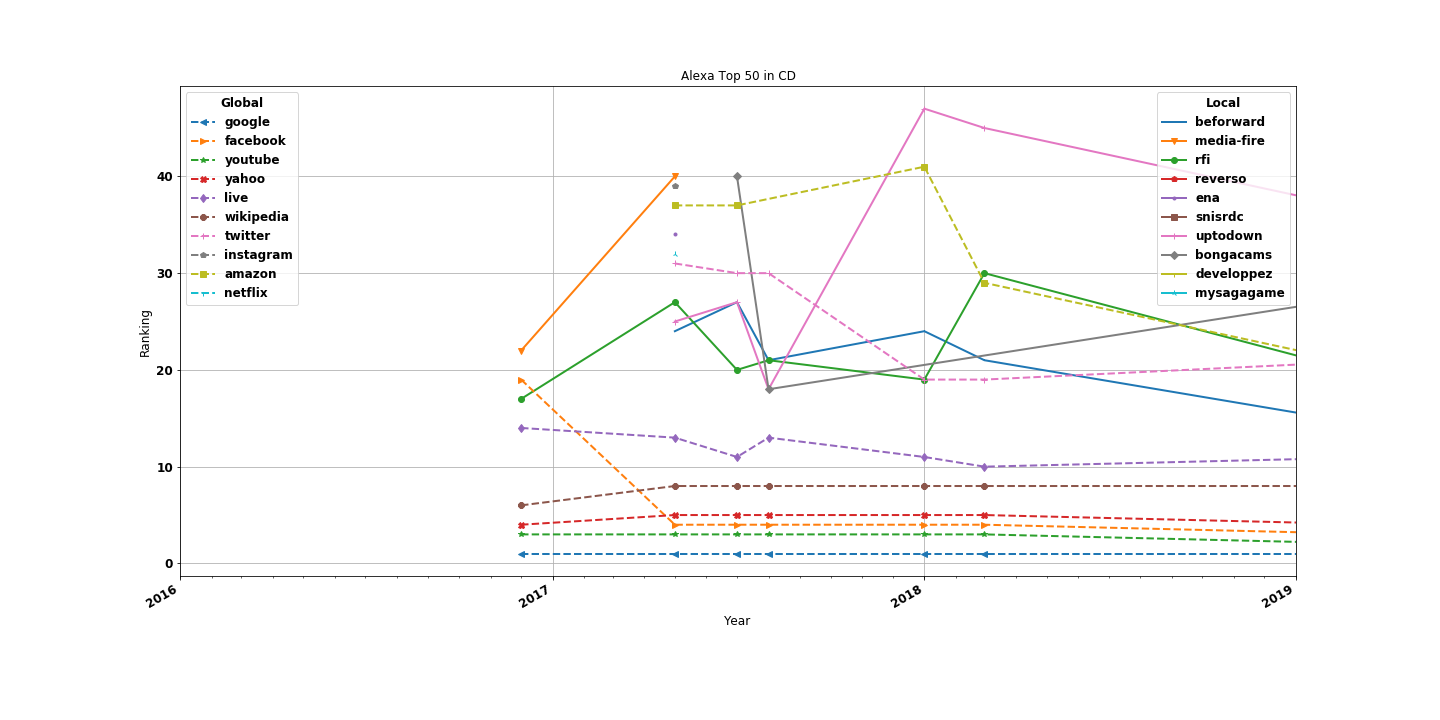 Alexa Top 50 in CD
Global
google
facebook
youtube
yahoo
live
wikipedia
twitter
instagram
amazon
netflix
Local
beforward
media-fire
rfi
reverso
ena
snisrdc
uptodown
bongacams
developpez
mysagagame
Ranking
40
30
20
10
0
2016
2017
2018
2019
Year